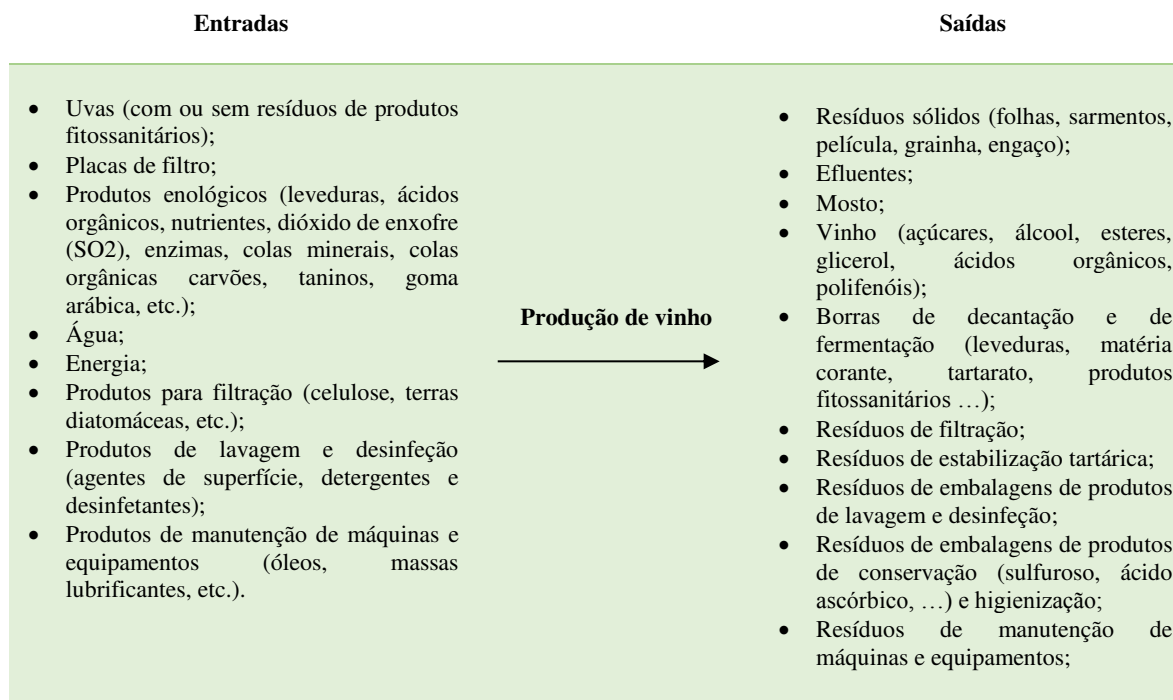 Entradas
Saídas
• Uvas (com ou sem resíduos de produtos
fitossanitários);
• Placas de filtro;
• Produtos enológicos (leveduras, ácidos
orgânicos, nutrientes, dióxido de enxofre
(SO2), enzimas, colas minerais, colas
orgânicas carvões, taninos, goma
arábica, etc.);
• Água;
• Energia;
• Produtos para filtração (celulose, terras
diatomáceas, etc.);
• Produtos de lavagem e desinfeção
(agentes de superfície, detergentes e
desinfetantes);
• Produtos de manutenção de máquinas e
equipamentos (óleos, massas
lubrificantes, etc.).
Produção de vinho
• Resíduos sólidos (folhas, sarmentos,
película, grainha, engaço);
• Efluentes;
• Mosto;
• Vinho (açúcares, álcool, esteres,
glicerol, ácidos orgânicos,
polifenóis);
• Borras de decantação e de
fermentação (leveduras, matéria
corante, tartarato, produtos
fitossanitários …);
• Resíduos de filtração;
• Resíduos de estabilização tartárica;
• Resíduos de embalagens de produtos
de lavagem e desinfeção;
• Resíduos de embalagens de produtos
de conservação (sulfuroso, ácido
ascórbico, …) e higienização;
• Resíduos de manutenção de
máquinas e equipamentos;